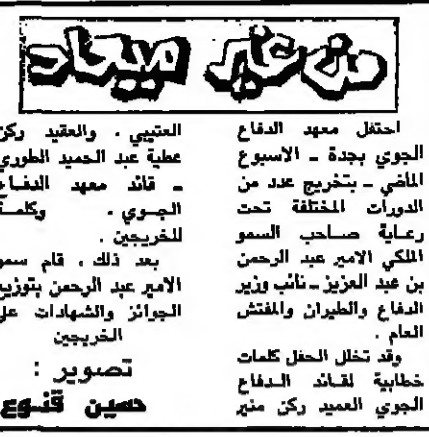 من غير ميعاد
احتفل معهد الدفاع
الجوي بجدة ـ الاسبوع
الماضي ـ بتخريج عدد من
الدورات المختلفة تحت
رعاية صاحب السمو
الملكي الامير عبد الرحمن
بن عبد العزيز ـ نائب وزير
الدفاع والطيران والمفتش
العام .
وقد تخلل الحفل كلمات
خطابية لقائد الدفاع
الجوي العميد ركن منير
العتيبي . والعقيد ركن
عطية عبد الحميد الطوري
ـ قائد معهد الدفاع
الجوي . وكلمة
للخريجين .
بعد ذلك . قام سمو
الامير عبد الرحمن بتوزيع
الجوائز والشهادات على
الخريجين
تصوير :
حسين قنوع